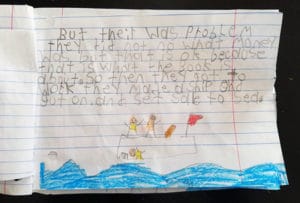 But their was problem
they did not no what money
was but that is ok because
that is what the book
about. so then they got to
work they made a ship and
got on. and set sale to sea.